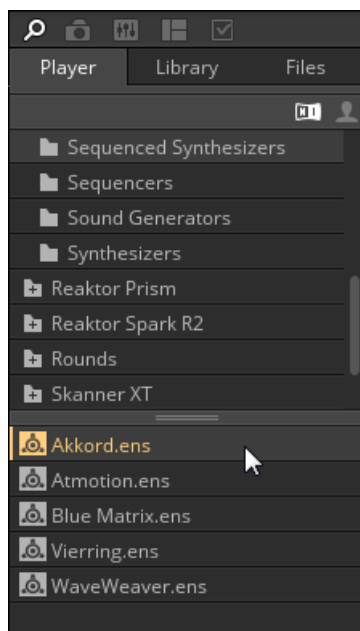 Player Library Files
NI
Sequenced Synthesizers
Sequencers
Sound Generators
Synthesizers
Reaktor Prism
Reaktor Spark R2
Rounds
Skanner XT
Akkord.ens
Atmotion.ens
Blue Matrix.ens
Vierring.ens
WaveWeaver.ens